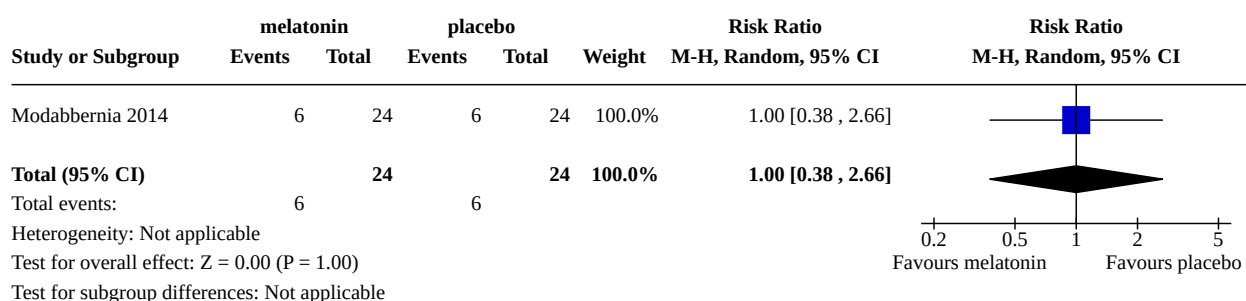 melatonin placebo Risk Ratio Risk Ratio
Study or Subgroup Events Total Events Total Weight M-H, Random, 95% CI M-H, Random, 95% CI
Modabbernia 2014 6 24 6 24 100.0% 1.00 [0.38 , 2.66]
Total (95% CI) 24 24 100.0% 1.00 [0.38 , 2.66]
Total events: 6 6
Heterogeneity: Not applicable 0.2 0.5 1 2 5
Test for overall effect: Z = 0.00 (P = 1.00) Favours melatonin Favours placebo
Test for subgroup differences: Not applicable